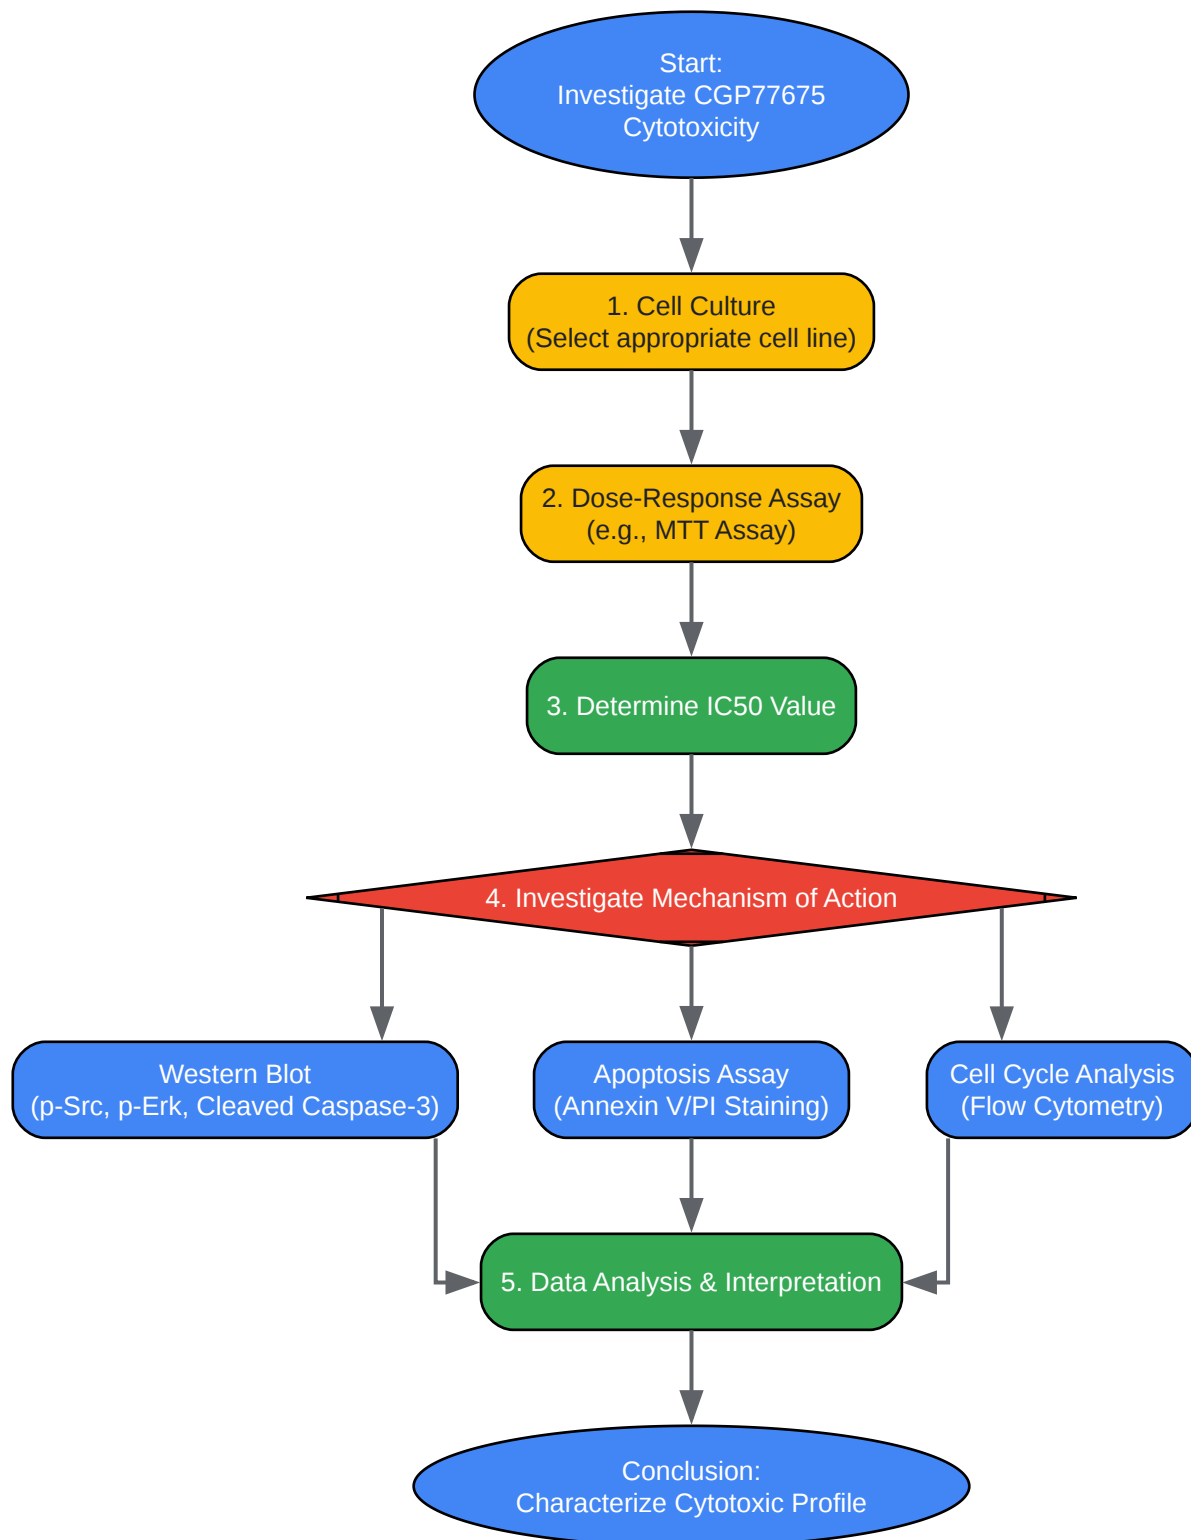 Start:
Investigate CGP77675
Cytotoxicity
1. Cell Culture
(Select appropriate cell line)
2. Dose-Response Assay
(e.g., MTT Assay)
3. Determine IC50 Value
4. Investigate Mechanism of Action
Western Blot
(p-Src, p-Erk, Cleaved Caspase-3)
Apoptosis Assay
(Annexin V/PI Staining)
Cell Cycle Analysis
(Flow Cytometry)
5. Data Analysis & Interpretation
Conclusion:
Characterize Cytotoxic Profile